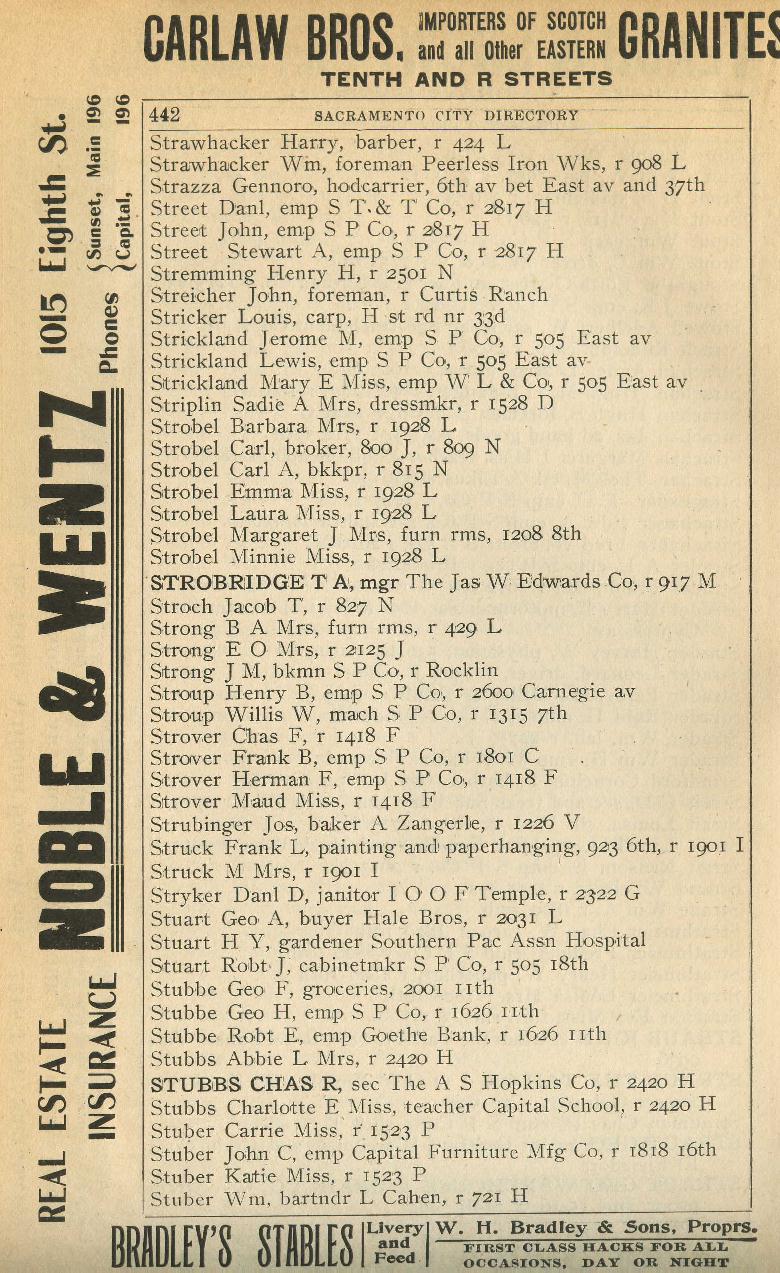 CARLAW BROS. IMPORTERS OF SCOTCH and all Other EASTERN GRANITES
TENTH AND R STREETS
442 SACRAMENTO CITY DIRECTORY
Strawhacker Harry, barber, r 424 L
Strawhacker Wm, foreman Peerless Iron Wks, r 908 L
Strazza Gennoro, hodcarrier, 6th av bet East av and 37th
Street Danl, emp S T & T Co, r 2817 H
Street John, emp S P Co, r 2817 H
Street Stewart A, emp S P Co, r 2817 H
Stremming Henry H, r 2501 N
Streicher John, foreman, r Curtis Ranch
Stricker Louis, carp, H st rd nr 33d
Strickland Jerome M, emp S P Co, r 505 East av
Strickland Lewis, emp S P Co, r 505 East av
Strickland Mary E Miss, emp W L & Co, r 505 East av
Striplin Sadie A Mrs, dressmkr, r 1528 D
Strobel Barbara Mrs, r 1928 L
Strobel Carl, broker, 800 J, r 809 N
Strobel Carl A, bkkpr, r 815 N
Strobel Emma Miss, r 1928 L
Strobel Laura Miss, r 1928 L
Strobel Margaret J Mrs, furn rms, 1208 8th
Strobel Minnie Miss, r 1928 L
STROBRIDGE T A, mgr The Jas W Edwards Co, r 917 M
Stroch Jacob T, r 827 N
Strong B A Mrs, furn rms, r 429 L
Strong E O Mrs, r 2125 J
Strong J M, bkmn S P Co, r Rocklin
Stroup Henry B, emp S P Co, r 2600 Carnegie av
Stroup Willis W, mach S P Co, r 1315 7th
Strover Chas F, r 1418 F
Strover Frank B, emp S P Co, r 1801 C
Strover Herman F, emp S P Co, r 1418 F
Strover Maud Miss, r 1418 F
Strubinger Jos, baker A Zangerle, r 1226 V
Struck Frank L, painting and paperhanging, 923 6th, r 1901 I
Struck M Mrs, r 1901 I
Stryker Danl D, janitor I O O F Temple, r 2322 G
Stuart Geo A, buyer Hale Bros, r 2031 L
Stuart H Y, gardener Southern Pac Assn Hospital
Stuart Robt J, cabinetmkr S P Co, r 505 18th
Stubbe Geo F, groceries, 2001 11th
Stubbe Geo H, emp S P Co, r 1626 11th
Stubbe Robt E, emp Goethe Bank, r 1626 11th
Stubbs Abbie L Mrs, r 2420 H
STUBBS CHAS R, sec The A S Hopkins Co, r 2420 H
Stubbs Charlotte E Miss, teacher Capital School, r 2420 H
Stuber Carrie Miss, r 1523 P
Stuber John C, emp Capital Furniture Mfg Co, r 1818 16th
Stuber Katie Miss, r 1523 P
Stuber Wm, bartndr L Cahen, r 721 H
REAL ESTATE
INSURANCE
NOBLE & WENTZ
1015 Eighth St.
Phones { Sunset, Main 196
Capital, 196
BRADLEY'S STABLES
Livery and Feed
W. H. Bradley & Sons, Proprs.
FIRST CLASS HACKS FOR ALL
OCCASIONS, DAY OR NIGHT